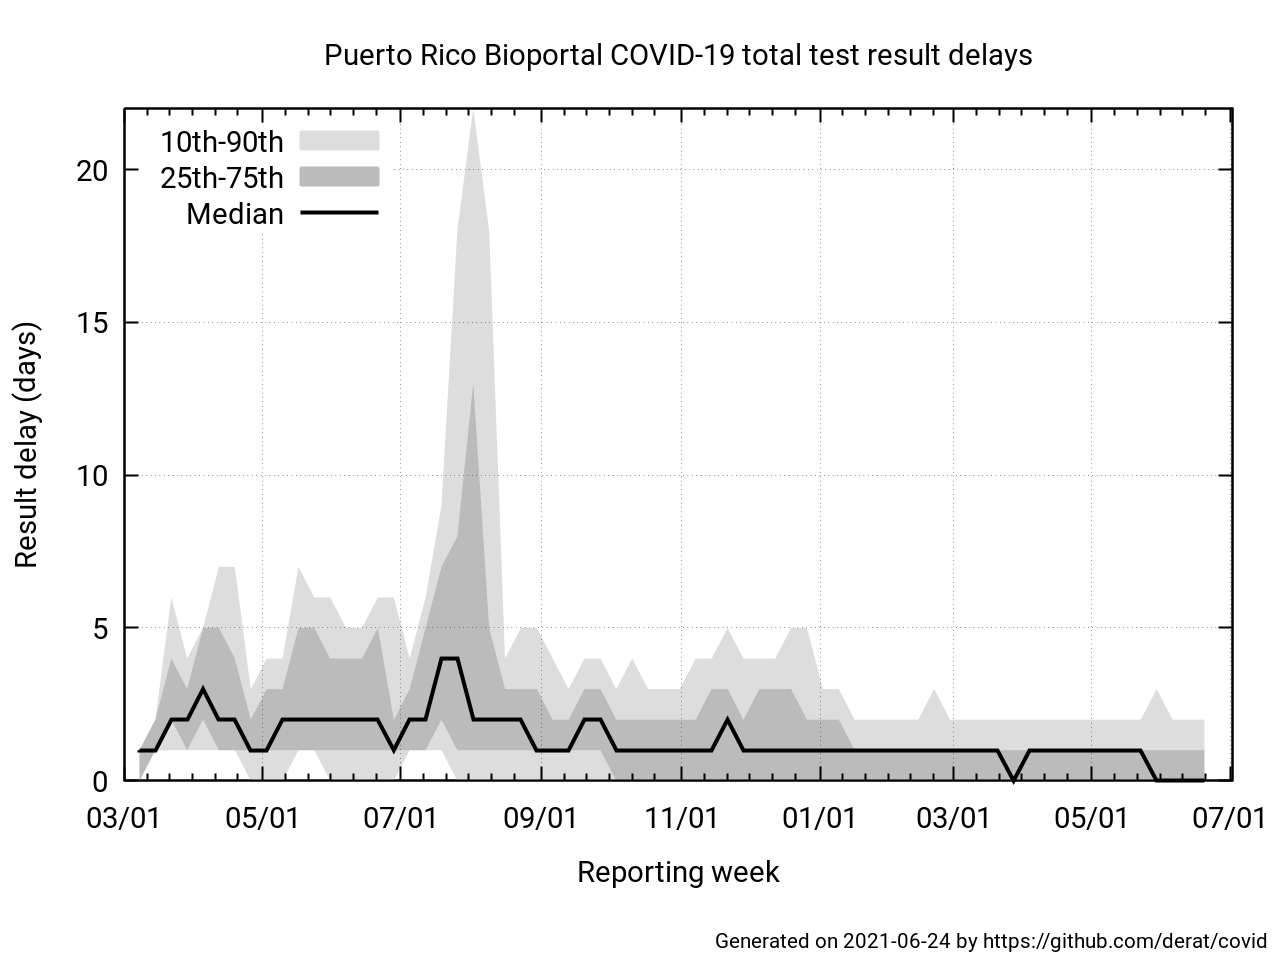 Puerto Rico Bioportal COVID-19 total test result delays
10th-90th
25th-75th
Median
20
15
10
5
0
Result delay (days)
03/01 05/01 07/01 09/01 11/01 01/01 03/01 05/01 07/01
Reporting week
Generated on 2021-06-24 by https://github.com/derat/covid